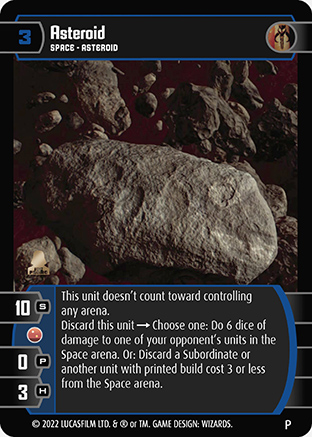 3
Asteroid
SPACE · ASTEROID
This unit doesn't count toward controlling
any arena.
Discard this unit → Choose one: Do 6 dice of
damage to one of your opponent's units in the
Space arena. Or: Discard a Subordinate or
another unit with printed build cost 3 or less
from the Space arena.
10 S
0 P
3 H
© 2022 LUCASFILM LTD. & ® or TM. GAME DESIGN: WIZARDS.
P